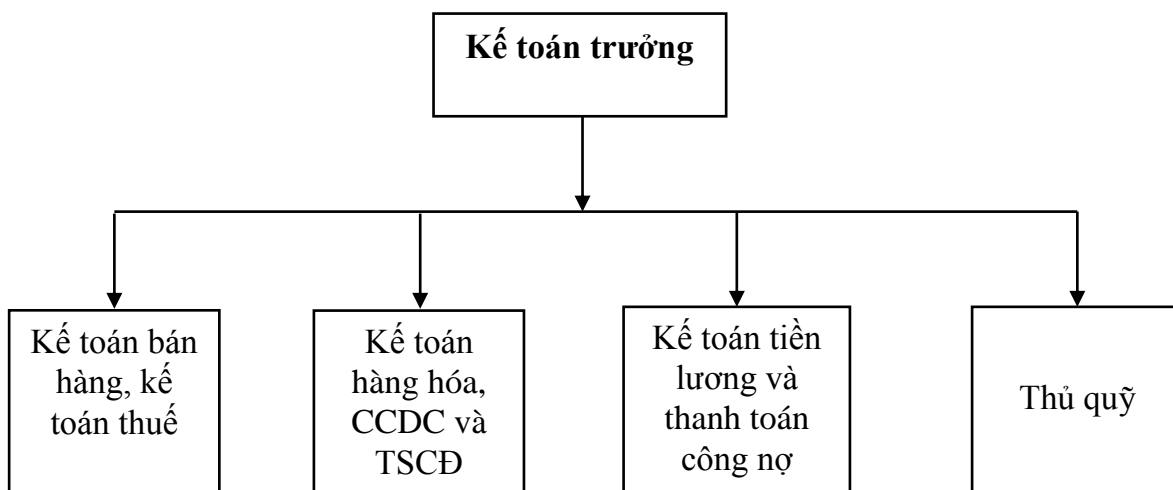 Kế toán trưởng
Kế toán bán
hàng, kế
toán thuế
Kế toán
hàng hóa,
CCDC và
TSCĐ
Kế toán tiền
lương và
thanh toán
công nợ
Thủ quỹ